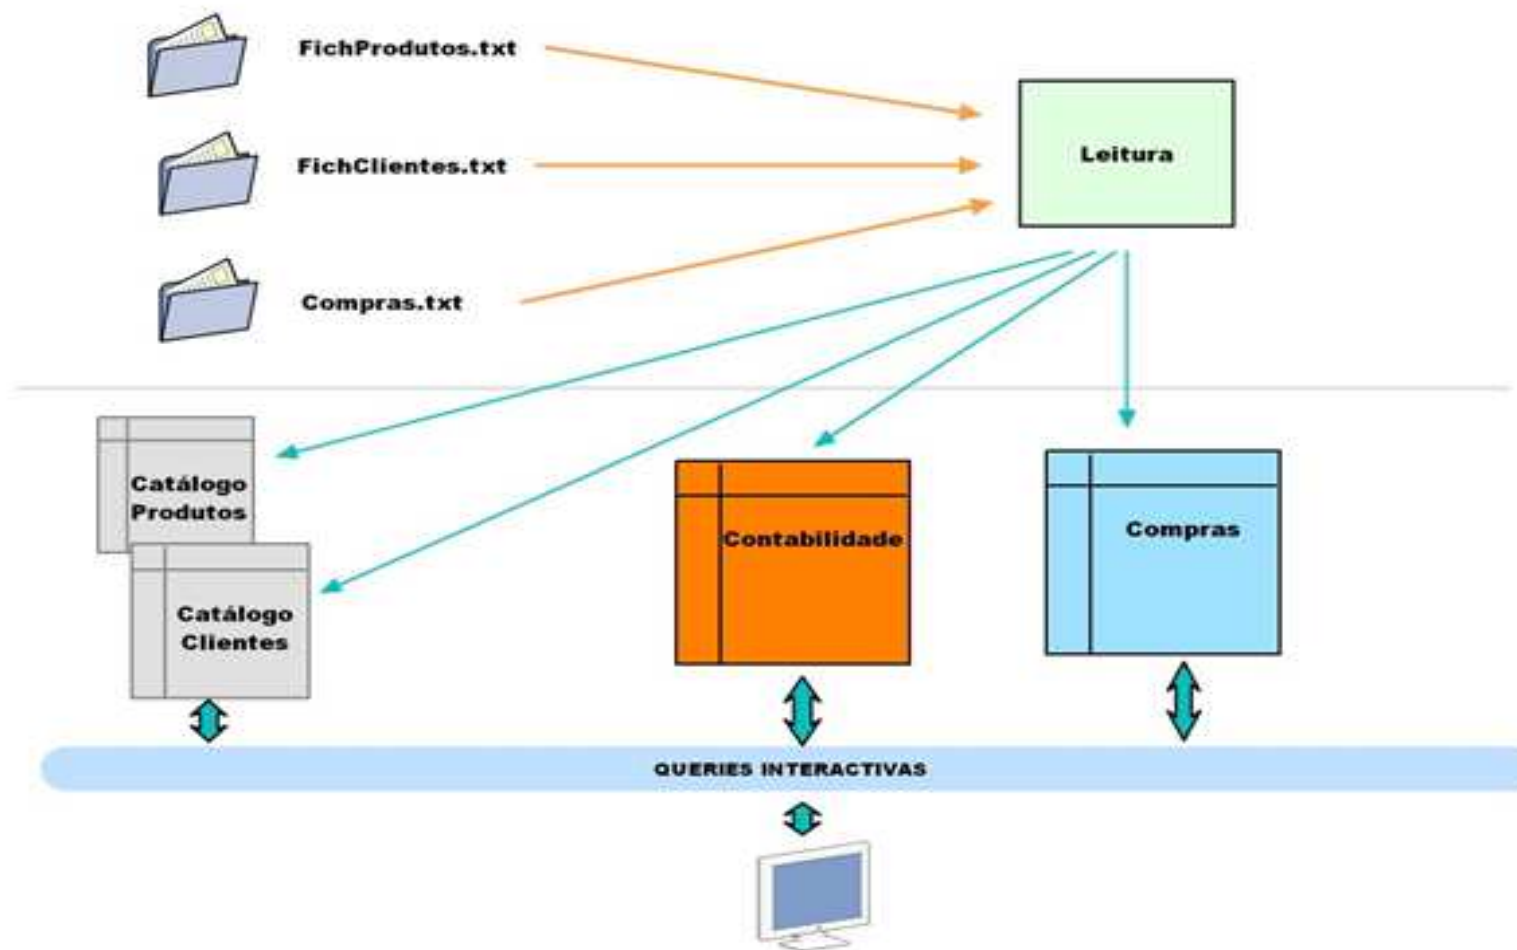 FichProdutos.txt
Leitura
FichClientes.txt
Compras.txt
Catálogo
Produtos
Catálogo
Clientes
Contabilidade
Compras
QUERIES INTERACTIVAS